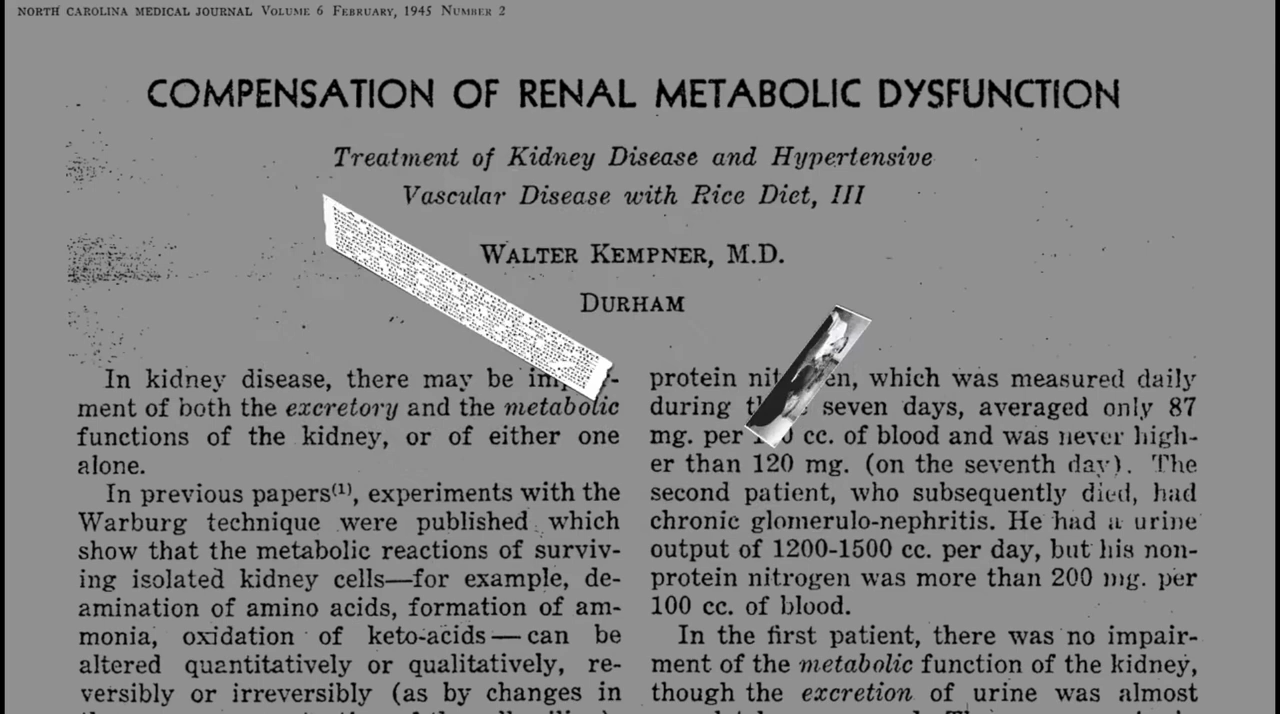 NORTH CAROLINA MEDICAL JOURNAL VOLUME 6 FEBRUARY, 1945 NUMBER 2
COMPENSATION OF RENAL METABOLIC DYSFUNCTION
Treatment of Kidney Disease and Hypertensive
Vascular Disease with Rice Diet, III
WALTER KEMPNER, M.D.
DURHAM
In kidney disease, there may be
ment of both the excretory and the metabolic
functions of the kidney, or of either one
alone.
In previous papers(1), experiments with the
Warburg technique were published which
show that the metabolic reactions of surviv-
ing isolated kidney cells—for example, de-
amination of amino acids, formation of am-
monia, oxidation of keto-acids — can be
altered quantitatively or qualitatively, re-
versibly or irreversibly (as by changes in
protein which was measured daily
during seven days, averaged only 87
mg. per cc. of blood and was never high-
er than 120 mg. (on the seventh day). The
second patient, who subsequently died, had
chronic glomerulo-nephritis. He had a urine
output of 1200-1500 cc. per day, but his non-
protein nitrogen was more than 200 mg. per
100 cc. of blood.
In the first patient, there was no impair-
ment of the metabolic function of the kidney,
though the excretion of urine was almost